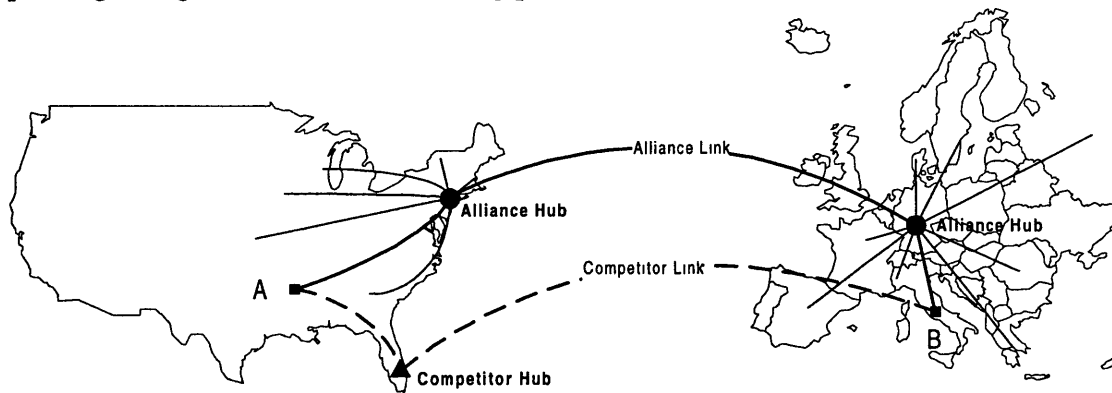 Alliance Link
Alliance Hub
Alliance Hub
Competitor Link
A
B
Competitor Hub